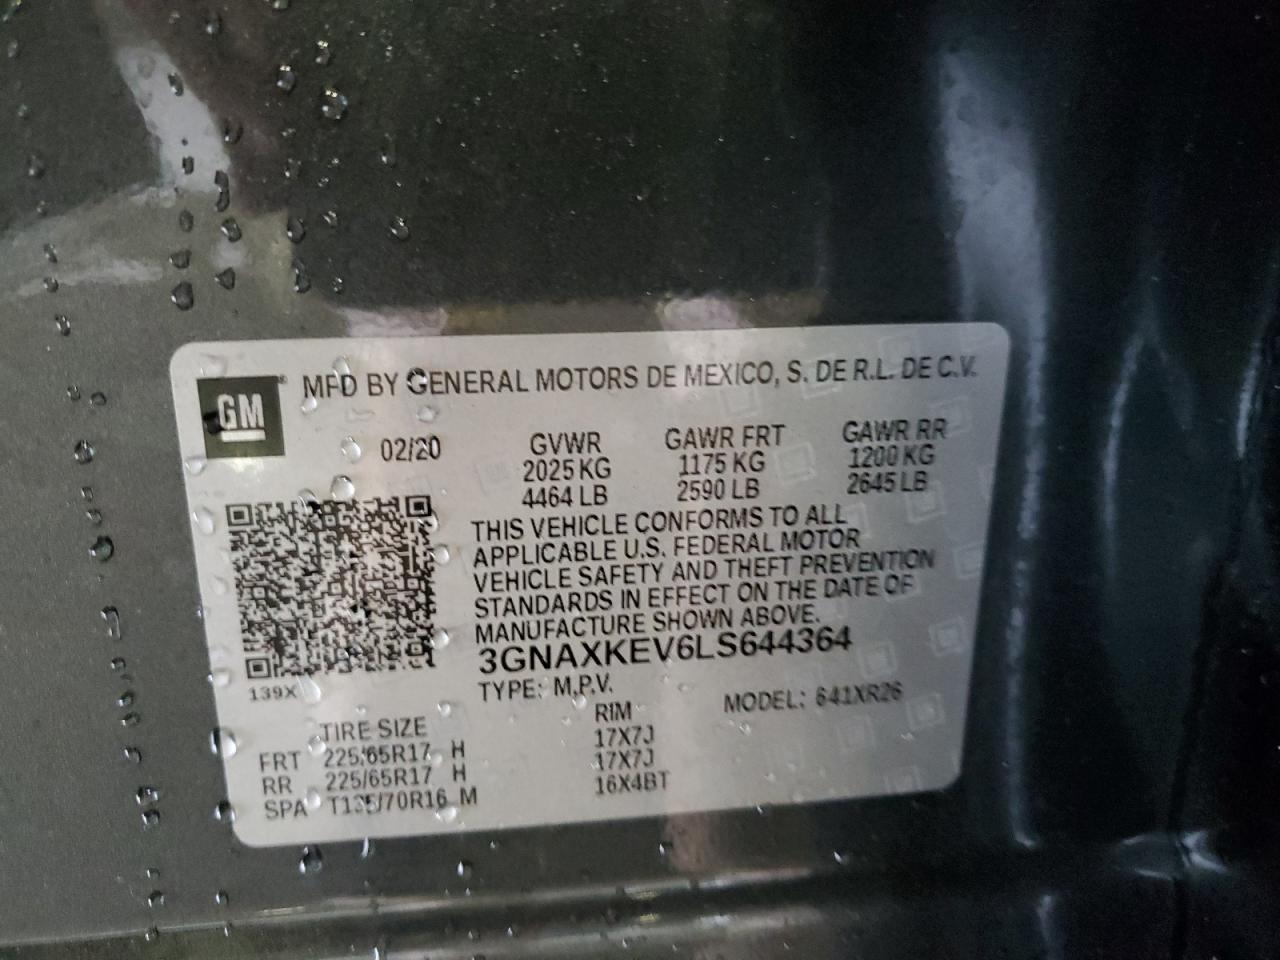 GM MFD BY GENERAL MOTORS DE MEXICO, S. DE R.L. DE C.V.
02/20 GVWR GAWR FRT GAWR RR
2025 KG 1175 KG 1200 KG
4464 LB 2590 LB 2645 LB
THIS VEHICLE CONFORMS TO ALL
APPLICABLE U.S. FEDERAL MOTOR
VEHICLE SAFETY AND THEFT PREVENTION
STANDARDS IN EFFECT ON THE DATE OF
MANUFACTURE SHOWN ABOVE.
3GNAXKEV6LS644364
139X TYPE: M.P.V. MODEL: 641XR26
TIRE SIZE RIM
FRT 225/65R17 H 17X7J
RR 225/65R17 H 17X7J
SPA T135/70R16 M 16X4BT